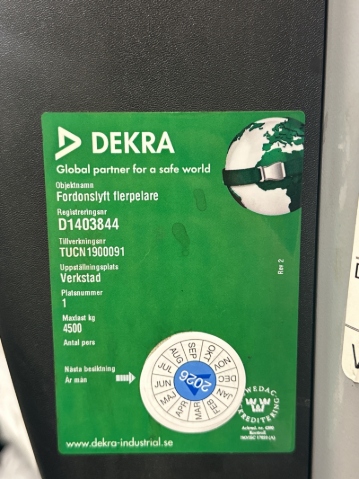 DEKRA
Global partner for a safe world
Objektnamn
Fordonslyft flerpelare
Registreringsnr
D1403844
Tillverkningsnr
TUCN1900091
Uppställningsplats
Verkstad
Platsnummer
1
Maxlast kg
4500
Antal pers
Rev 2
Nästa besiktning
År mån
2026
JAN
FEB
MAR
APR
MAJ
JUN
JUL
AUG
SEP
OKT
NOV
DEC
SWEDAC
ACKREDITERING
www.dekra-industrial.se